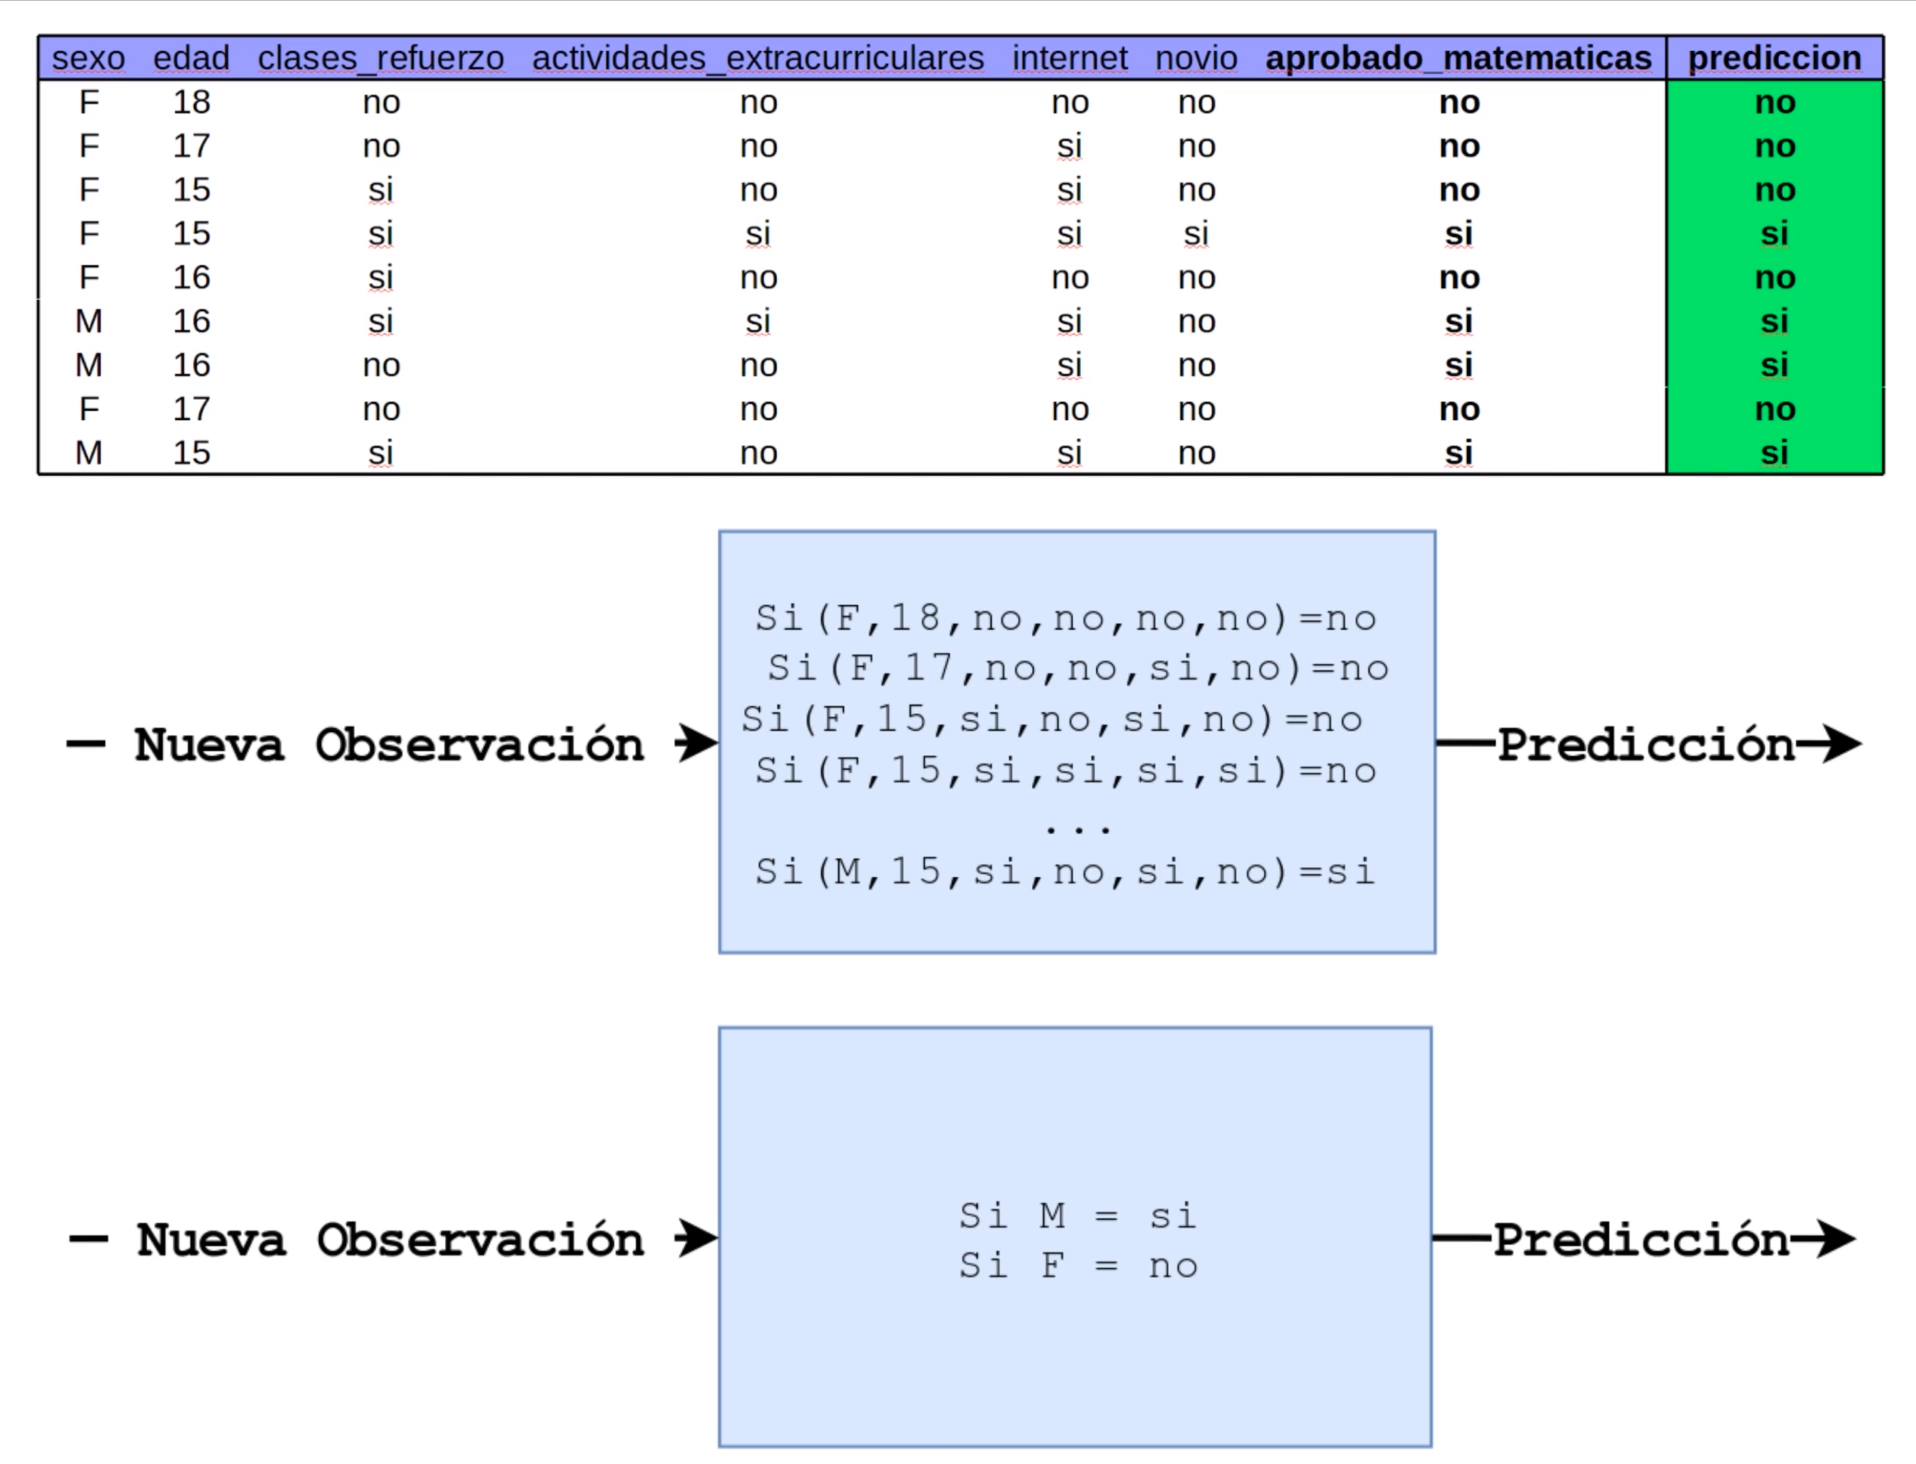 sexo edad clases_refuerzo actividades_extracurriculares internet novio aprobado_matematicas prediccion
F 18 no no no no no no
F 17 no no si no no no
F 15 si no si no no no
F 15 si si si si si si
F 16 si no no no no no
M 16 si si si no si si
M 16 no no si no si si
F 17 no no no no no no
M 15 si no si no si si
Si(F,18,no,no,no,no)=no
Si(F,17,no,no,si,no)=no
Si(F,15,si,no,si,no)=no
Si(F,15,si,si,si,si)=no
...
Si(M,15,si,no,si,no)=si
Nueva Observación
Predicción
Si M = si
Si F = no
Nueva Observación
Predicción